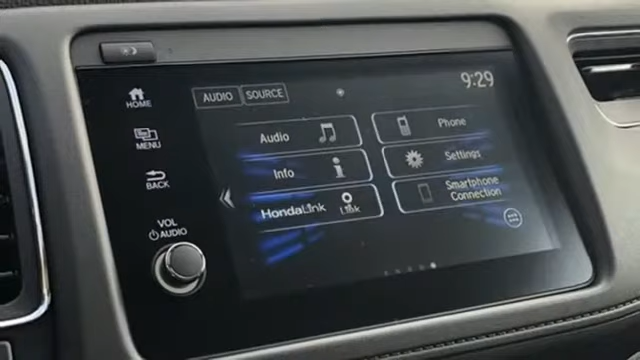 HOME
MENU
BACK
VOL
AUDIO
AUDIO SOURCE
9:29
Audio
Phone
Info
Settings
HondaLink Link
Smartphone
Connection